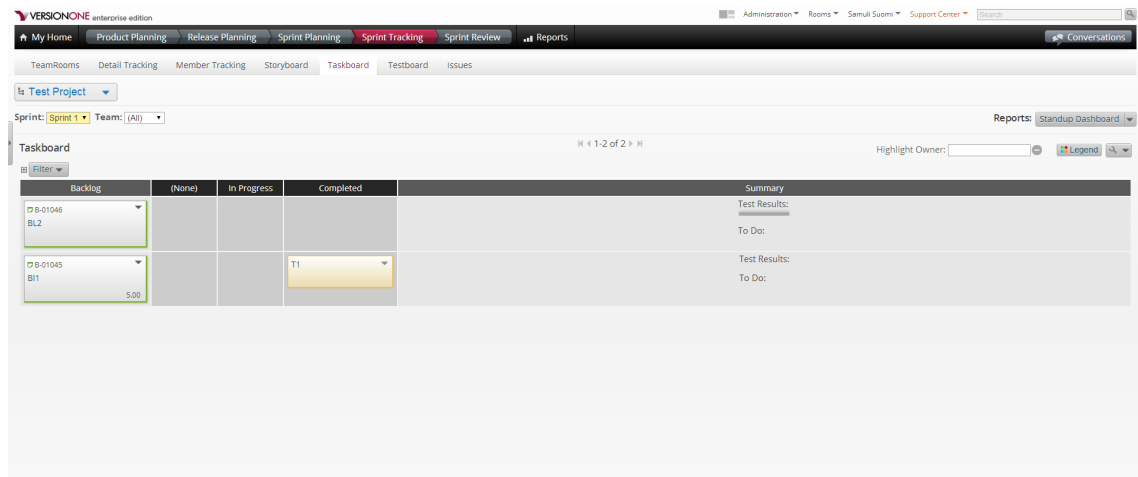 VERSIONONE enterprise edition Administration Rooms Samuli Suomi Support Center Search
My Home Product Planning Release Planning Sprint Planning Sprint Tracking Sprint Review Reports Conversations
TeamRooms Detail Tracking Member Tracking Storyboard Taskboard Testboard Issues
Test Project
Sprint: Sprint 1 Team: (All) Reports: Standup Dashboard
Taskboard 1-2 of 2 Highlight Owner: Legend
Filter
Backlog (None) In Progress Completed Summary
B-01046 Test Results:
BL2
To Do:
B-01045 T1 Test Results:
Bl1 To Do:
5.00